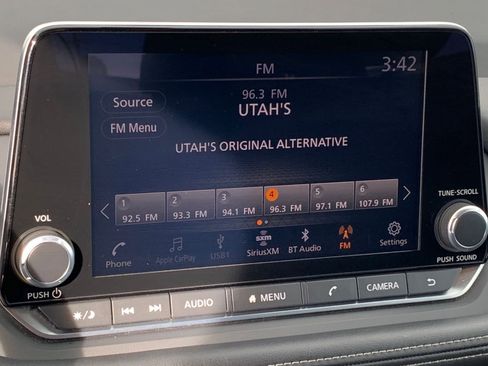 FM
3:42
Source
96.3 FM
UTAH'S
FM Menu
UTAH'S ORIGINAL ALTERNATIVE
1 2 3 4 5 6
92.5 FM 93.3 FM 94.1 FM 96.3 FM 97.1 FM 107.9 FM
VOL
TUNE·SCROLL
sxm
Phone Apple CarPlay USB1 SiriusXM BT Audio FM Settings
PUSH
PUSH SOUND
AUDIO MENU CAMERA